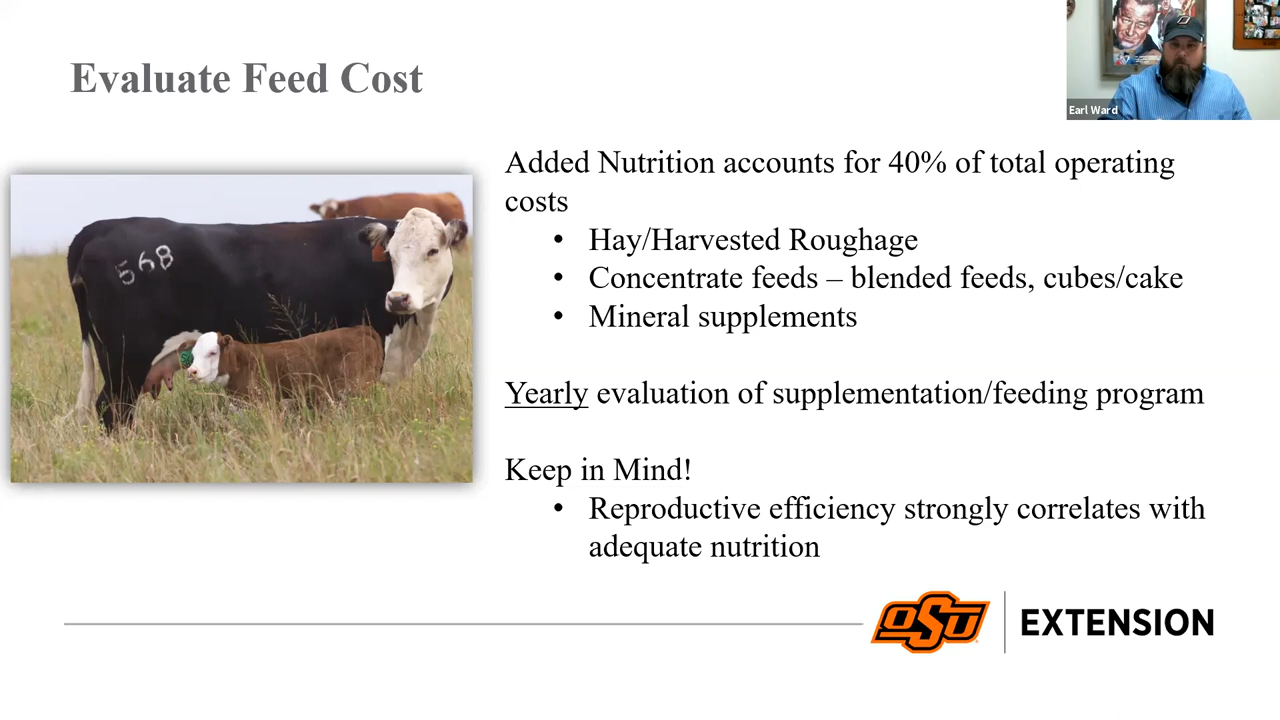 Evaluate Feed Cost
Earl Ward
568
Added Nutrition accounts for 40% of total operating
costs
• Hay/Harvested Roughage
• Concentrate feeds – blended feeds, cubes/cake
• Mineral supplements
Yearly evaluation of supplementation/feeding program
Keep in Mind!
• Reproductive efficiency strongly correlates with
adequate nutrition
OSU EXTENSION